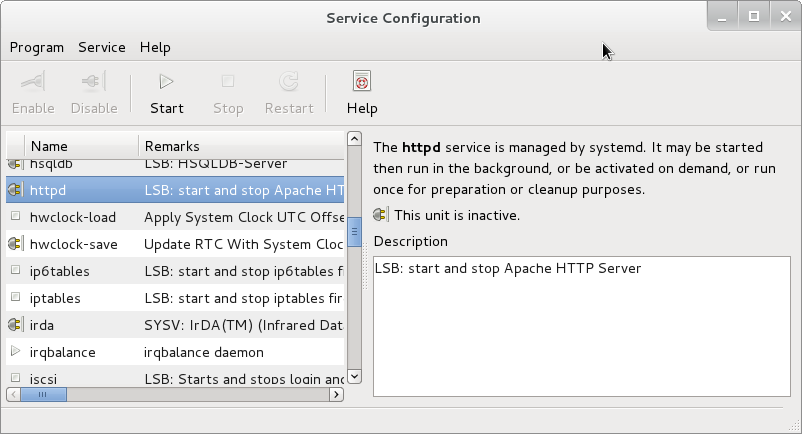 Service Configuration
Program Service Help
Enable Disable Start Stop Restart Help
Name Remarks
hsqldb LSB: HSQLDB-Server
httpd LSB: start and stop Apache HT
hwclock-load Apply System Clock UTC Offse
hwclock-save Update RTC With System Cloc
ip6tables LSB: start and stop ip6tables fi
iptables LSB: start and stop iptables fir
irda SYSV: IrDA(TM) (Infrared Dat
irqbalance irqbalance daemon
iscsi LSB: Starts and stops login and
The httpd service is managed by systemd. It may be started
then run in the background, or be activated on demand, or run
once for preparation or cleanup purposes.
This unit is inactive.
Description
LSB: start and stop Apache HTTP Server